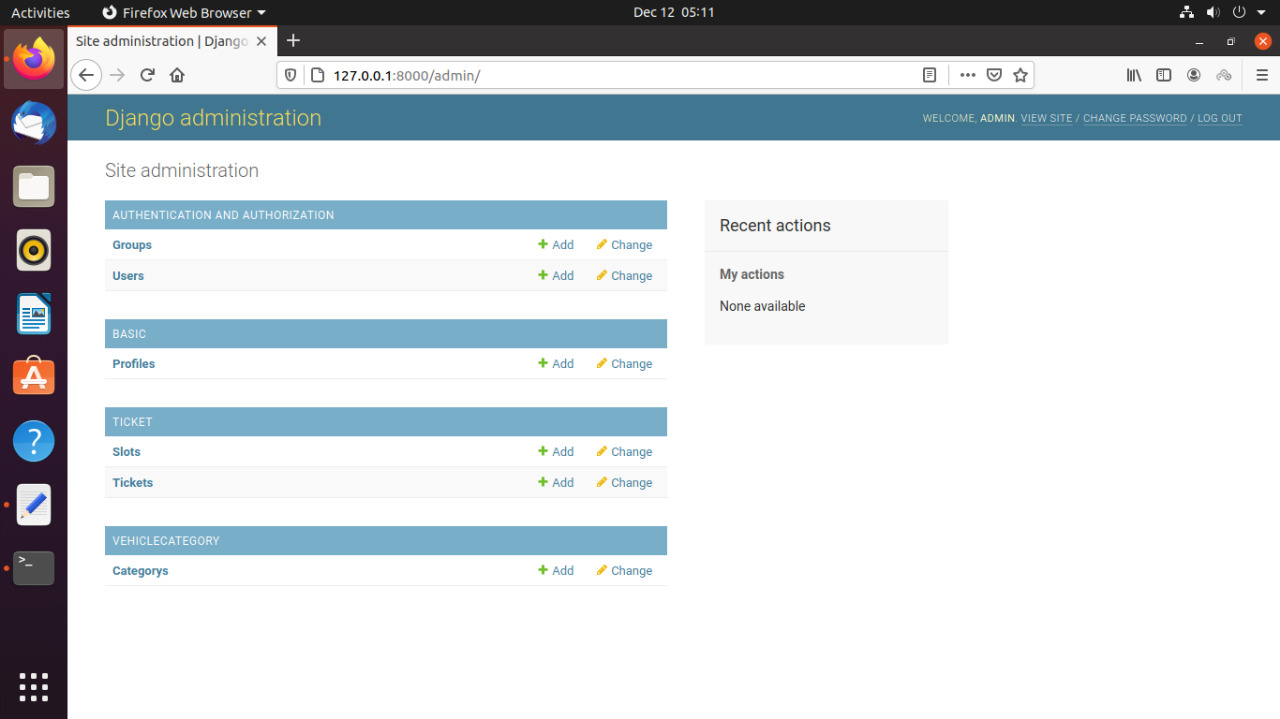 Activities Firefox Web Browser Dec 12 05:11
Site administration | Django
127.0.0.1:8000/admin/
Django administration WELCOME, ADMIN. VIEW SITE / CHANGE PASSWORD / LOG OUT
Site administration
AUTHENTICATION AND AUTHORIZATION
Groups Add Change
Users Add Change
BASIC
Profiles Add Change
TICKET
Slots Add Change
Tickets Add Change
VEHICLECATEGORY
Categorys Add Change
Recent actions
My actions
None available